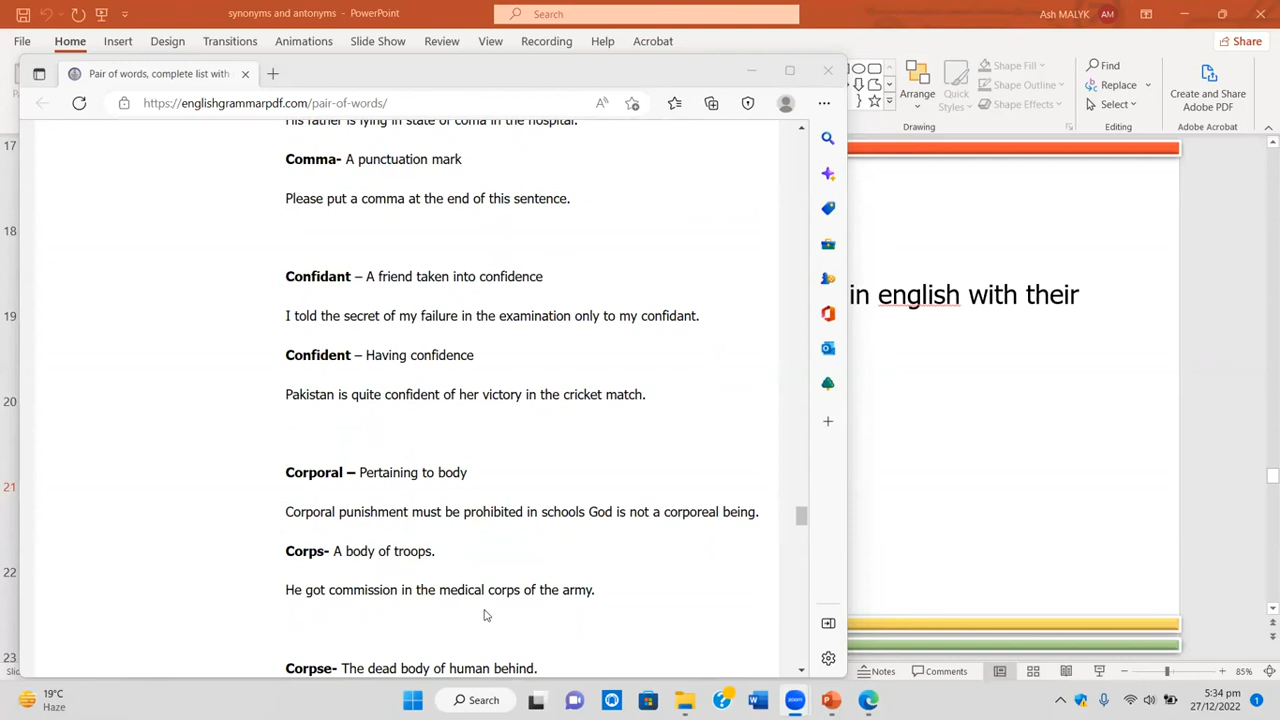 synonyms and antonyms - PowerPoint
Search
Ash MALYK
AM
File Home Insert Design Transitions Animations Slide Show Review View Recording Help Acrobat
Share
Pair of words, complete list with
Shape Fill
Shape Outline
Shape Effects
Arrange
Quick
Styles
Find
Replace
Select
Create and Share
Adobe PDF
https://englishgrammarpdf.com/pair-of-words/
Drawing
Editing
Adobe Acrobat
His father is lying in state of coma in the hospital.
17
Comma- A punctuation mark
Please put a comma at the end of this sentence.
18
Confidant – A friend taken into confidence
in english with their
I told the secret of my failure in the examination only to my confidant.
19
Confident – Having confidence
Pakistan is quite confident of her victory in the cricket match.
20
Corporal – Pertaining to body
21
Corporal punishment must be prohibited in schools God is not a corporeal being.
Corps- A body of troops.
22
He got commission in the medical corps of the army.
23
Corpse- The dead body of human behind.
Notes
Comments
85%
19°C
Haze
Search
5:34 pm
27/12/2022
1